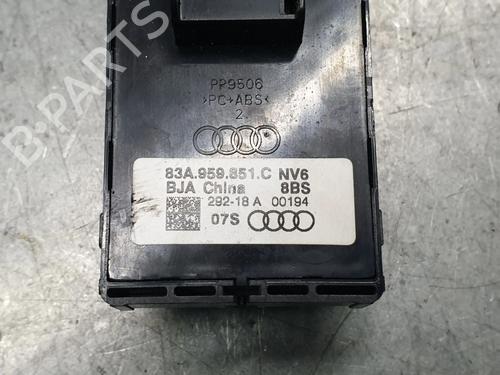 PP9506
>PC+ABS<
2
83A.959.851.C NV6
BJA China 8BS
292-18 A 00194
07S
B-PARTS